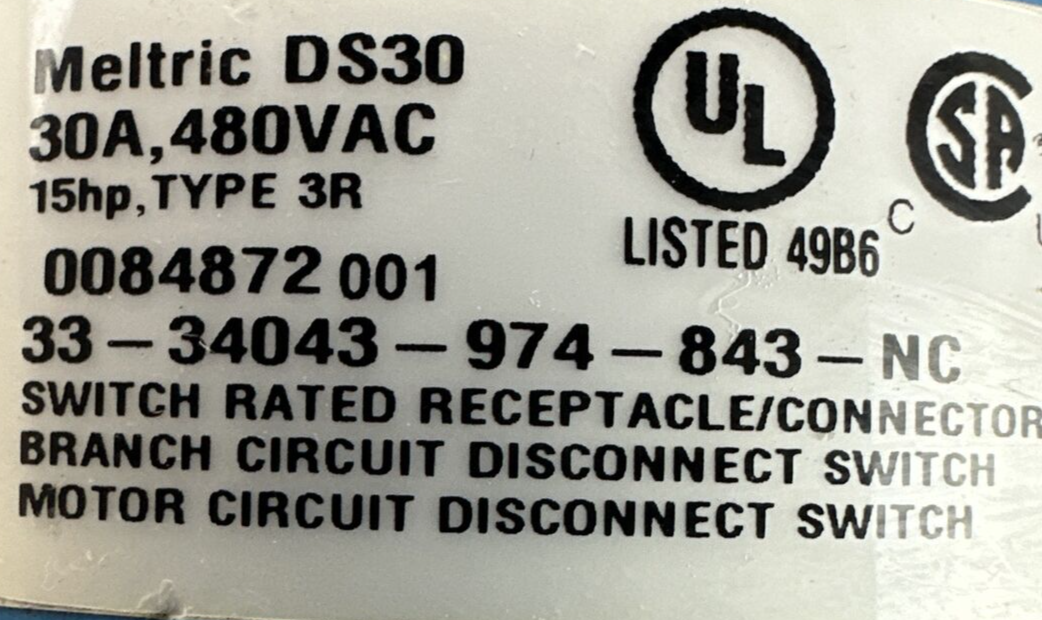 Meltric DS30
30A,480VAC
15hp,TYPE 3R
0084872 001
33-34043-974-843-NC
SWITCH RATED RECEPTACLE/CONNECTOR
BRANCH CIRCUIT DISCONNECT SWITCH
MOTOR CIRCUIT DISCONNECT SWITCH
UL
LISTED 49B6
C
SA